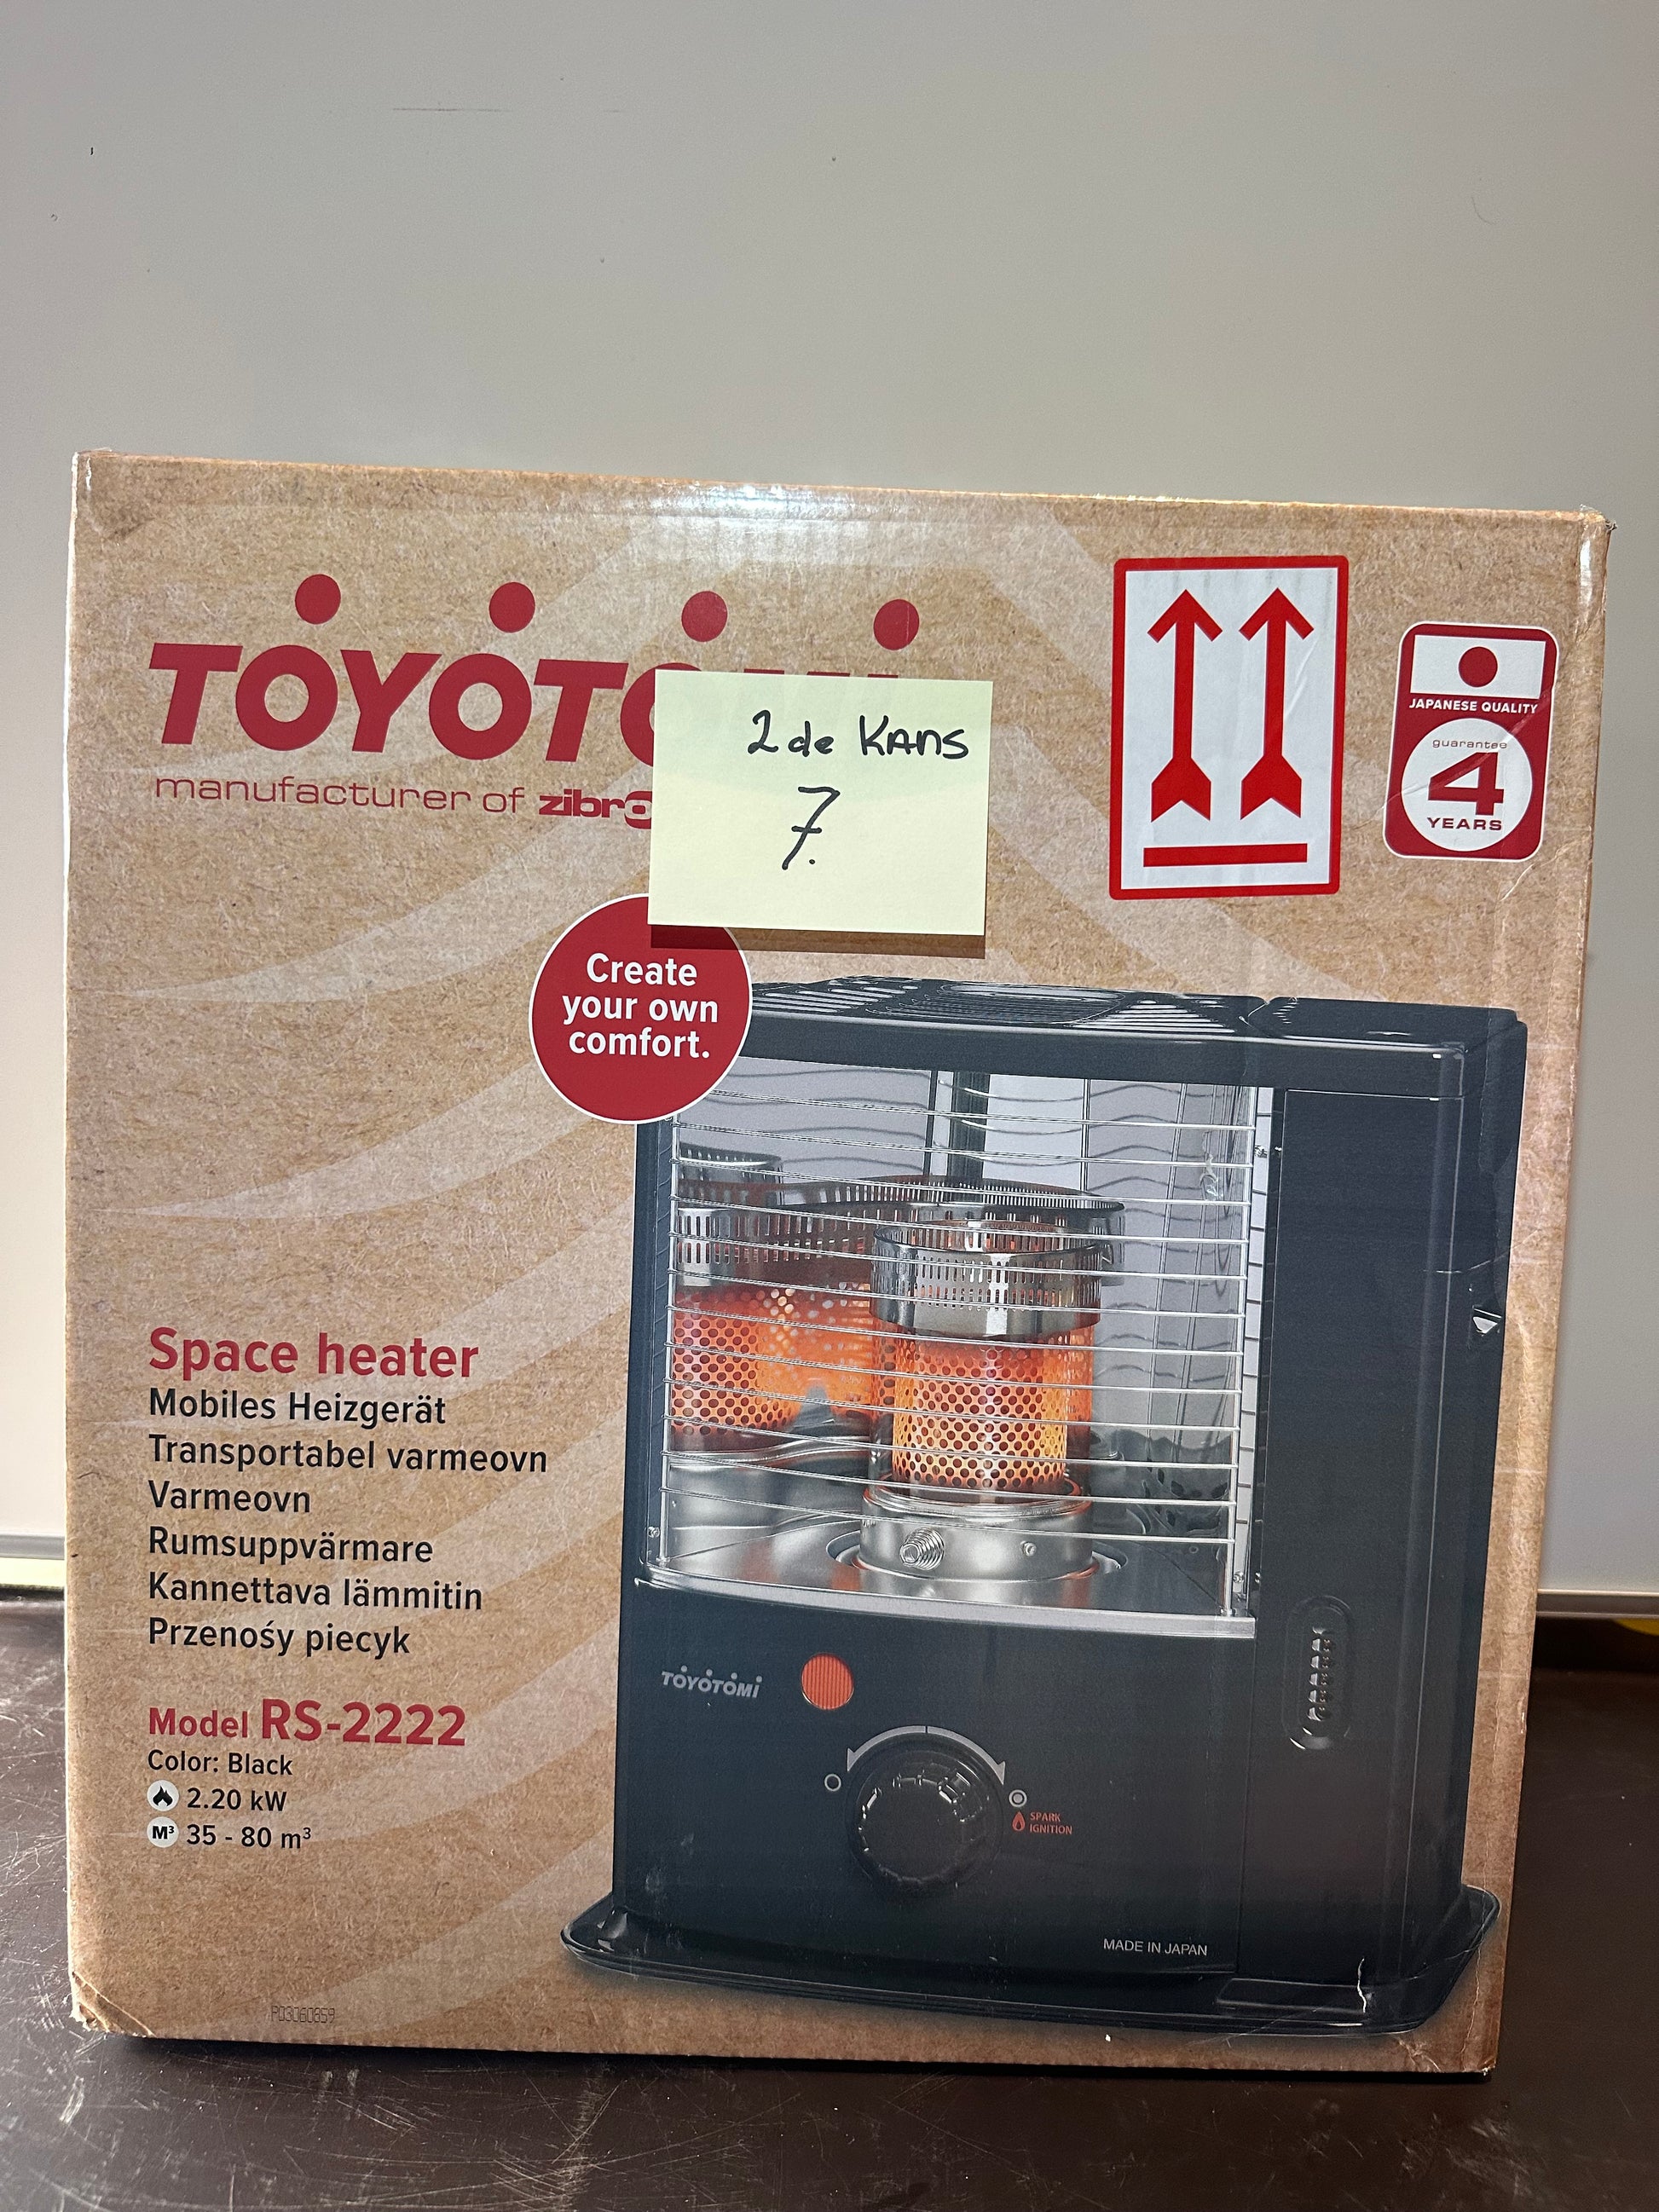 TOYOTOMI
manufacturer of zibro
2 de KANS
7.
JAPANESE QUALITY
guarantee
4
YEARS
Create
your own
comfort.
Space heater
Mobiles Heizgerät
Transportabel varmeovn
Varmeovn
Rumsuppvärmare
Kannettava lämmitin
Przenośy piecyk
Model RS-2222
Color: Black
2.20 kW
M³ 35 - 80 m³
TOYOTOMI
SPARK
IGNITION
MADE IN JAPAN
P03060859